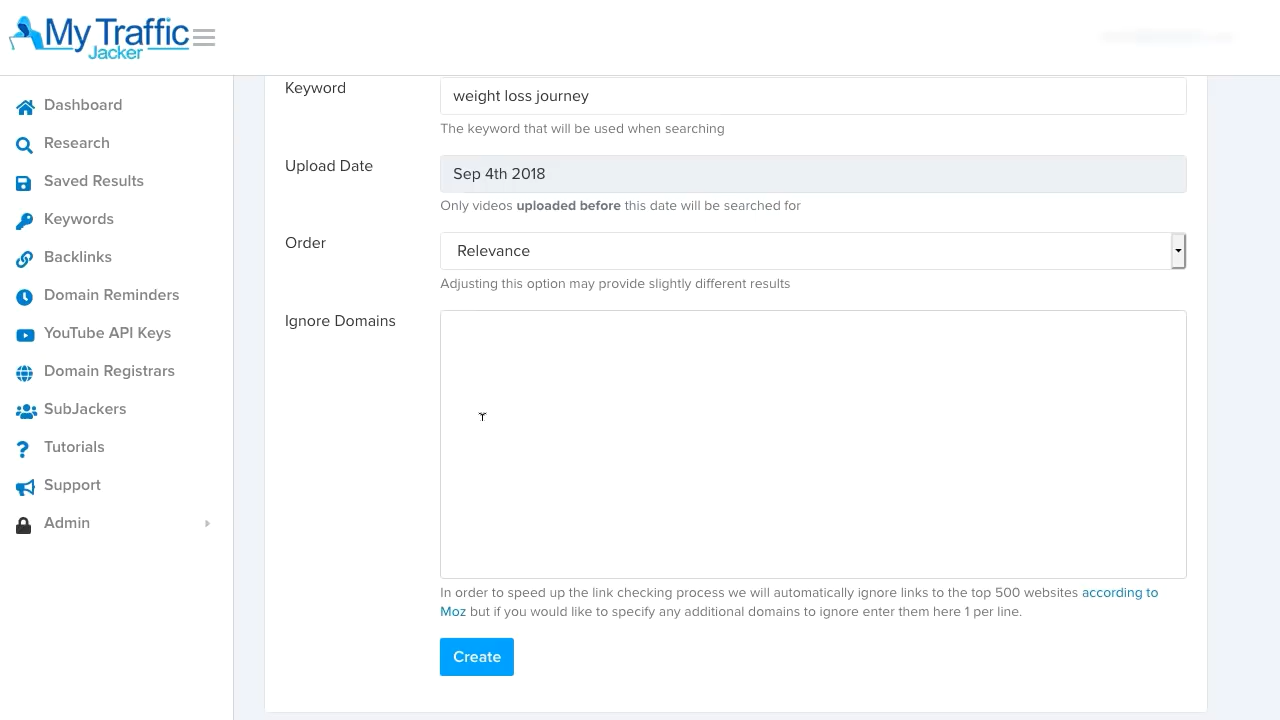 My Traffic
Jacker
Dashboard
Research
Saved Results
Keywords
Backlinks
Domain Reminders
YouTube API Keys
Domain Registrars
SubJackers
Tutorials
Support
Admin
Keyword
weight loss journey
The keyword that will be used when searching
Upload Date
Sep 4th 2018
Only videos uploaded before this date will be searched for
Order
Relevance
Adjusting this option may provide slightly different results
Ignore Domains
In order to speed up the link checking process we will automatically ignore links to the top 500 websites according to
Moz but if you would like to specify any additional domains to ignore enter them here 1 per line.
Create